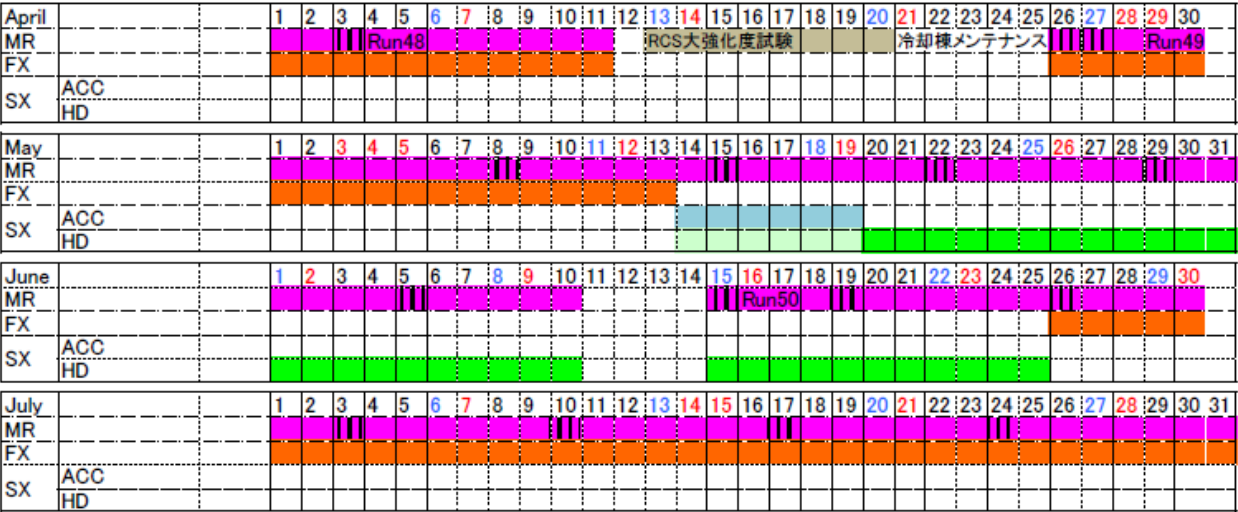 April 1 2 3 4 5 6 7 8 9 10 11 12 13 14 15 16 17 18 19 20 21 22 23 24 25 26 27 28 29 30
MR Run48 RCS大強化度試験 冷却棟メンテナンス Run49
FX
SX ACC
HD
May 1 2 3 4 5 6 7 8 9 10 11 12 13 14 15 16 17 18 19 20 21 22 23 24 25 26 27 28 29 30 31
MR
FX
SX ACC
HD
June 1 2 3 4 5 6 7 8 9 10 11 12 13 14 15 16 17 18 19 20 21 22 23 24 25 26 27 28 29 30
MR Run50
FX
SX ACC
HD
July 1 2 3 4 5 6 7 8 9 10 11 12 13 14 15 16 17 18 19 20 21 22 23 24 25 26 27 28 29 30 31
MR
FX
SX ACC
HD